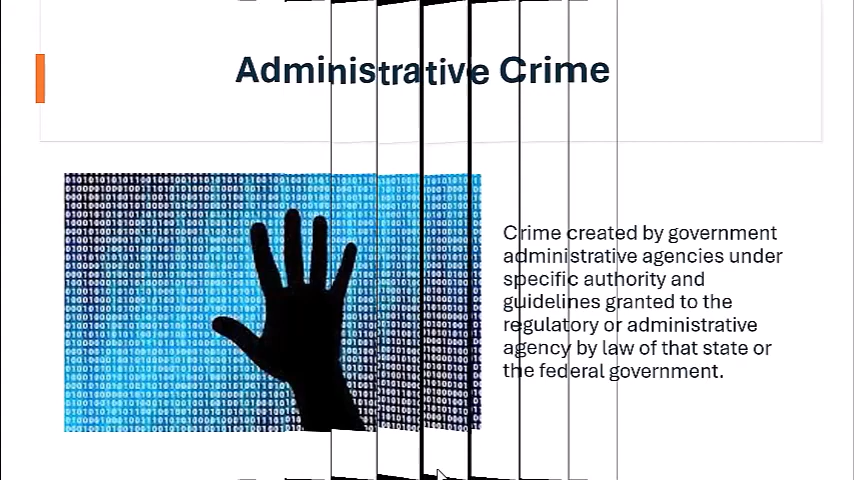 Administrative Crime
Crime created by government
administrative agencies under
specific authority and
guidelines granted to the
regulatory or administrative
agency by law of that state or
the federal government.